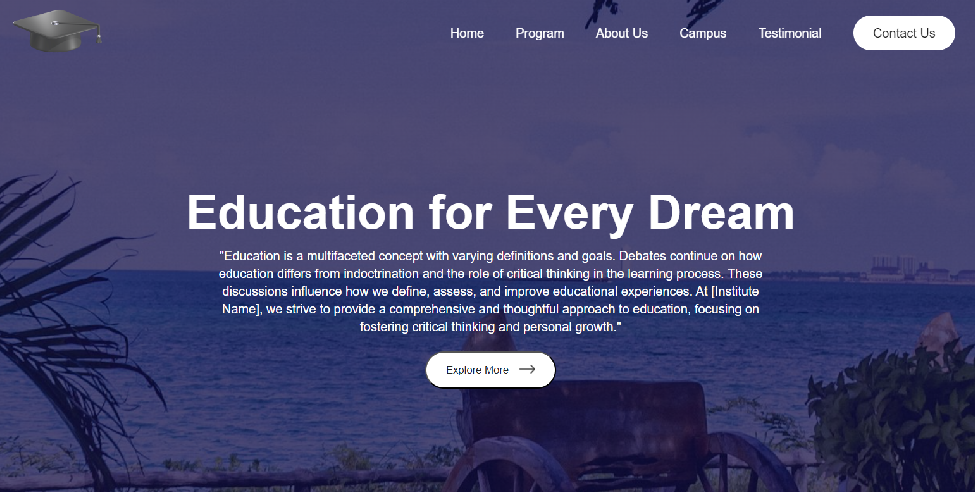 Home
Program
About Us
Campus
Testimonial
Contact Us
Education for Every Dream
"Education is a multifaceted concept with varying definitions and goals. Debates continue on how
education differs from indoctrination and the role of critical thinking in the learning process. These
discussions influence how we define, assess, and improve educational experiences. At [Institute
Name], we strive to provide a comprehensive and thoughtful approach to education, focusing on
fostering critical thinking and personal growth."
Explore More